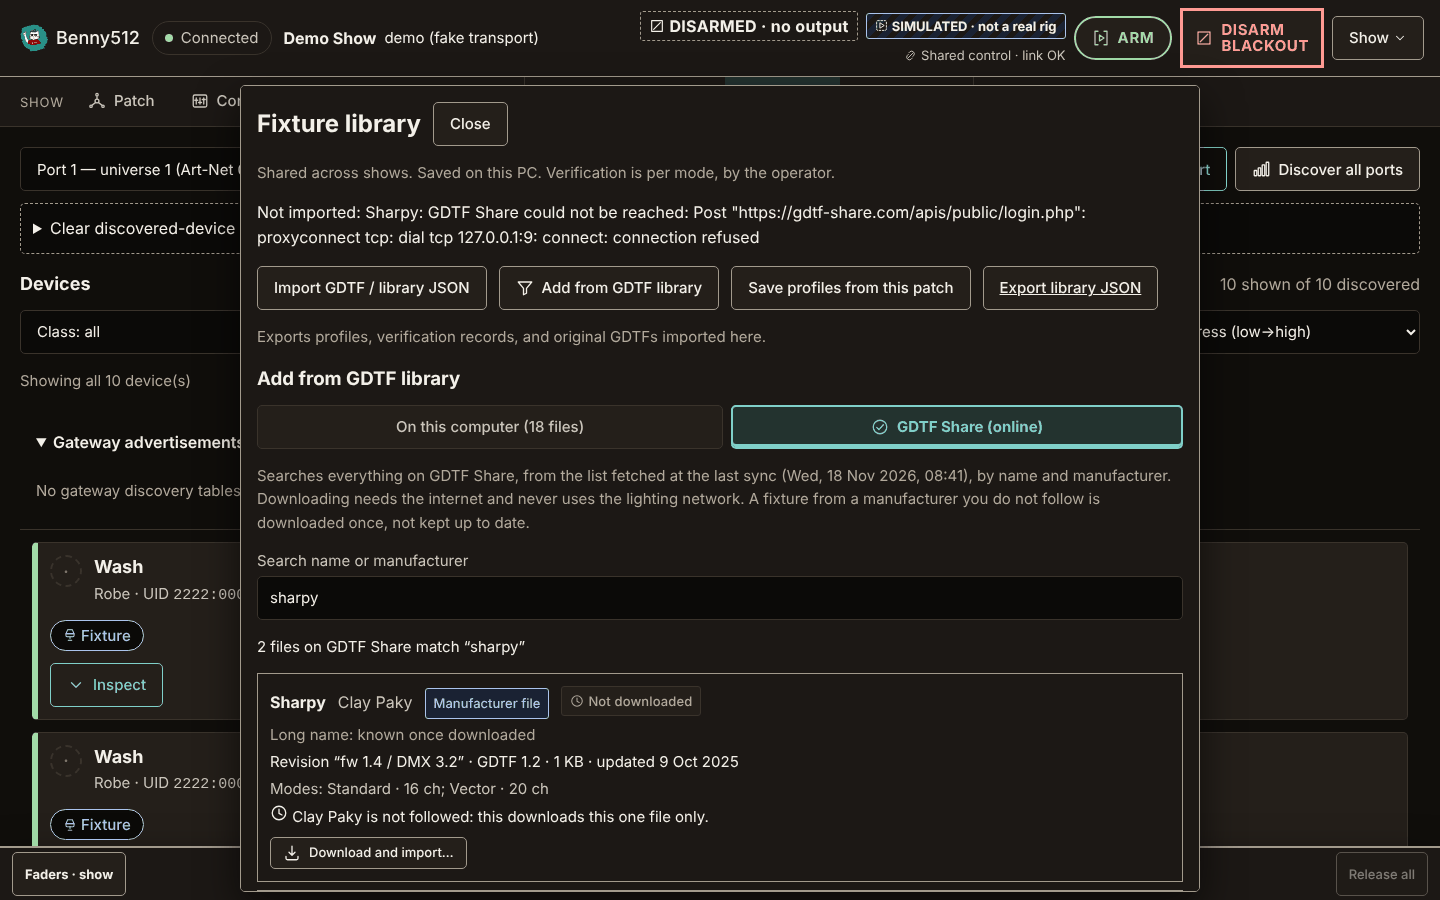 Benny512
Connected
Demo Show demo (fake transport)
DISARMED · no output
SIMULATED · not a real rig
Shared control · link OK
ARM
DISARM
BLACKOUT
Show
SHOW
Patch
Port 1 — universe 1 (Art-Net
Discover all ports
Clear discovered-device
Devices
10 shown of 10 discovered
Class: all
(low→high)
Showing all 10 device(s)
Gateway advertisements
No gateway discovery tables
Wash
Robe · UID 2222:000
Fixture
Inspect
Wash
Robe · UID 2222:000
Fixture
Fixture library
Close
Shared across shows. Saved on this PC. Verification is per mode, by the operator.
Not imported: Sharpy: GDTF Share could not be reached: Post "https://gdtf-share.com/apis/public/login.php":
proxyconnect tcp: dial tcp 127.0.0.1:9: connect: connection refused
Import GDTF / library JSON
Add from GDTF library
Save profiles from this patch
Export library JSON
Exports profiles, verification records, and original GDTFs imported here.
Add from GDTF library
On this computer (18 files)
GDTF Share (online)
Searches everything on GDTF Share, from the list fetched at the last sync (Wed, 18 Nov 2026, 08:41), by name and manufacturer.
Downloading needs the internet and never uses the lighting network. A fixture from a manufacturer you do not follow is
downloaded once, not kept up to date.
Search name or manufacturer
sharpy
2 files on GDTF Share match “sharpy”
Sharpy Clay Paky Manufacturer file Not downloaded
Long name: known once downloaded
Revision “fw 1.4 / DMX 3.2” · GDTF 1.2 · 1 KB · updated 9 Oct 2025
Modes: Standard · 16 ch; Vector · 20 ch
Clay Paky is not followed: this downloads this one file only.
Download and import...
Faders · show
Release all